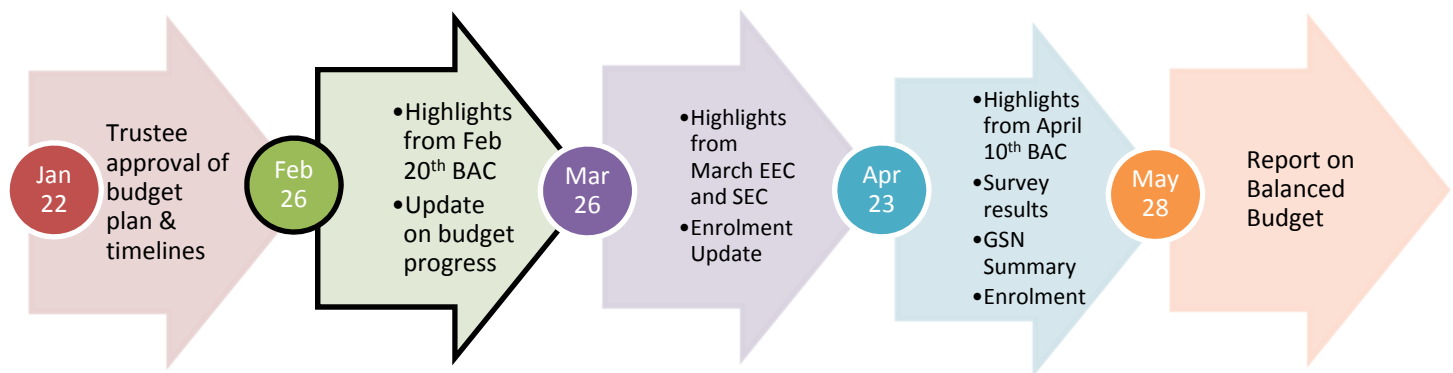 Jan
22
Trustee
approval of
budget
plan &
timelines
Feb
26
•Highlights
from Feb
20th BAC
•Update
on budget
progress
Mar
26
•Highlights
from
March EEC
and SEC
•Enrolment
Update
Apr
23
•Highlights
from April
10th BAC
•Survey
results
•GSN
Summary
•Enrolment
May
28
Report on
Balanced
Budget